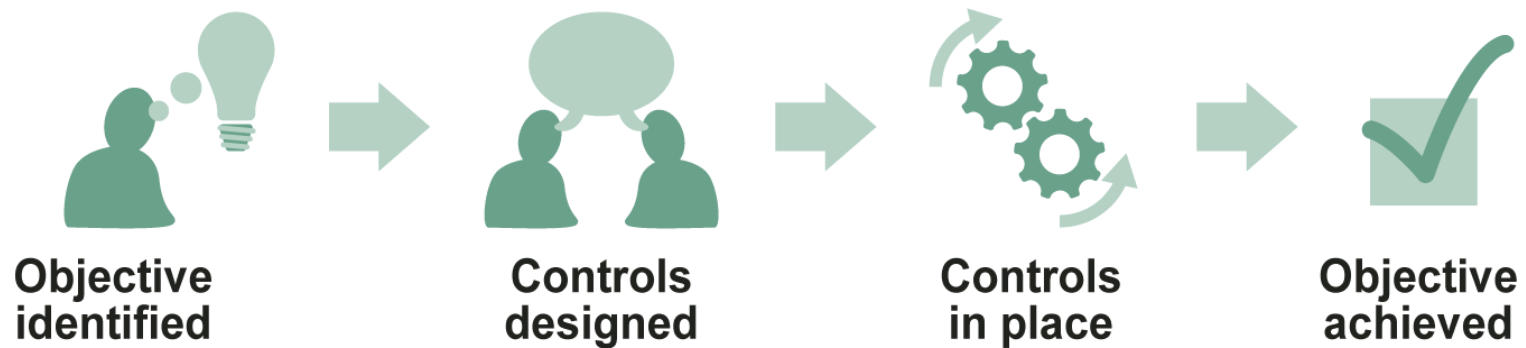 Objective
identified
Controls
designed
Controls
in place
Objective
achieved